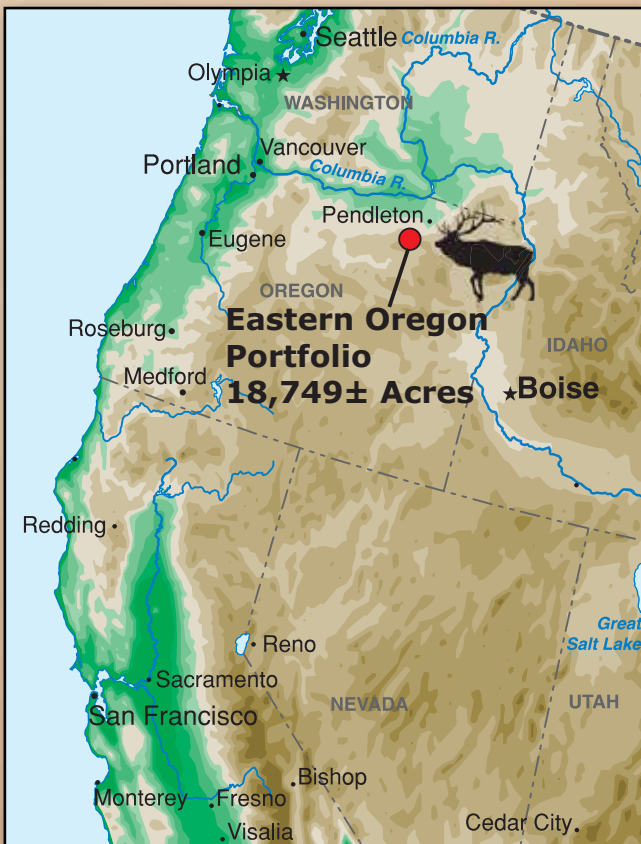 Seattle
Columbia R.
Olympia
WASHINGTON
Vancouver
Portland
Columbia R.
Pendleton
Eugene
OREGON
Eastern Oregon
Portfolio
18,749± Acres
Roseburg
IDAHO
Medford
Boise
Redding
Great
Salt Lake
Reno
Sacramento
NEVADA
UTAH
San Francisco
Bishop
Monterey
Fresno
Cedar City
Visalia